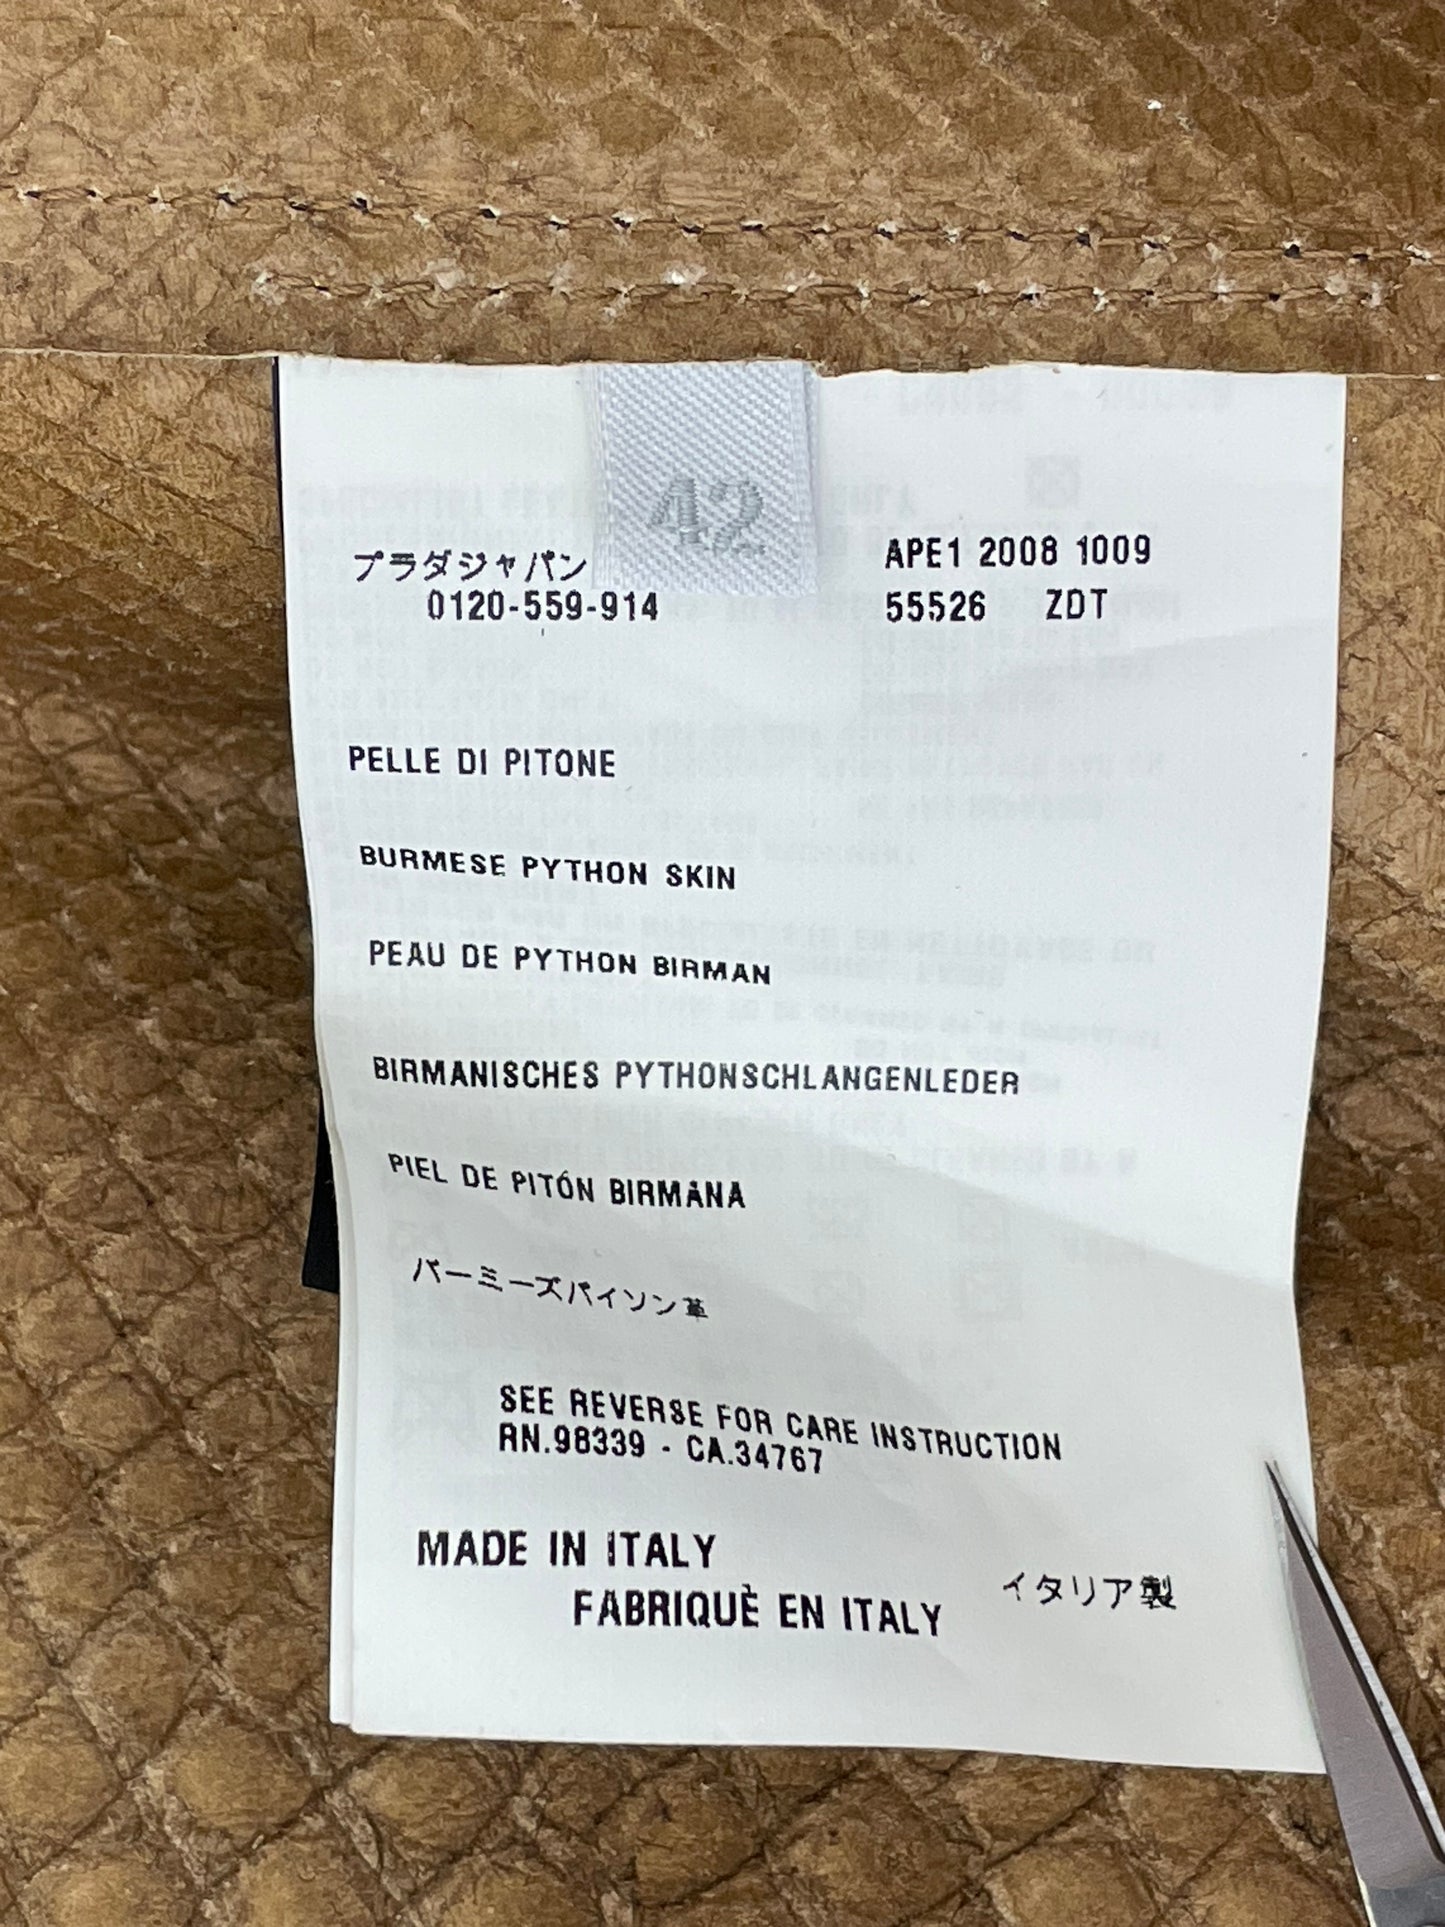 42
プラダジャパン
0120-559-914
APE1 2008 1009
55526 ZDT
PELLE DI PITONE
BURMESE PYTHON SKIN
PEAU DE PYTHON BIRMAN
BIRMANISCHES PYTHONSCHLANGENLEDER
PIEL DE PITÓN BIRMANA
バーミーズパイソン革
SEE REVERSE FOR CARE INSTRUCTION
RN.98339 - CA.34767
MADE IN ITALY
FABRIQUÈ EN ITALY
イタリア製